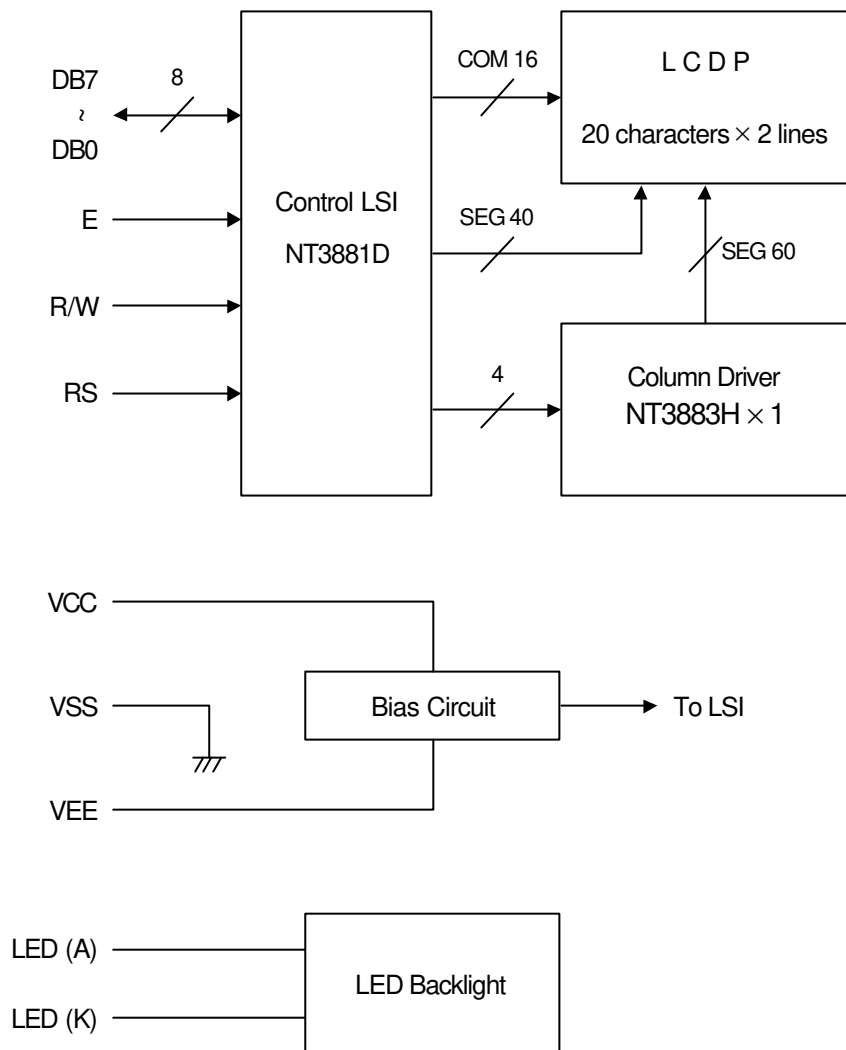 DB7
~
DB0
8
E
R/W
RS
Control LSI
NT3881D
COM 16
SEG 40
4
L C D P
20 characters × 2 lines
SEG 60
Column Driver
NT3883H × 1
VCC
VSS
VEE
Bias Circuit
To LSI
LED (A)
LED (K)
LED Backlight